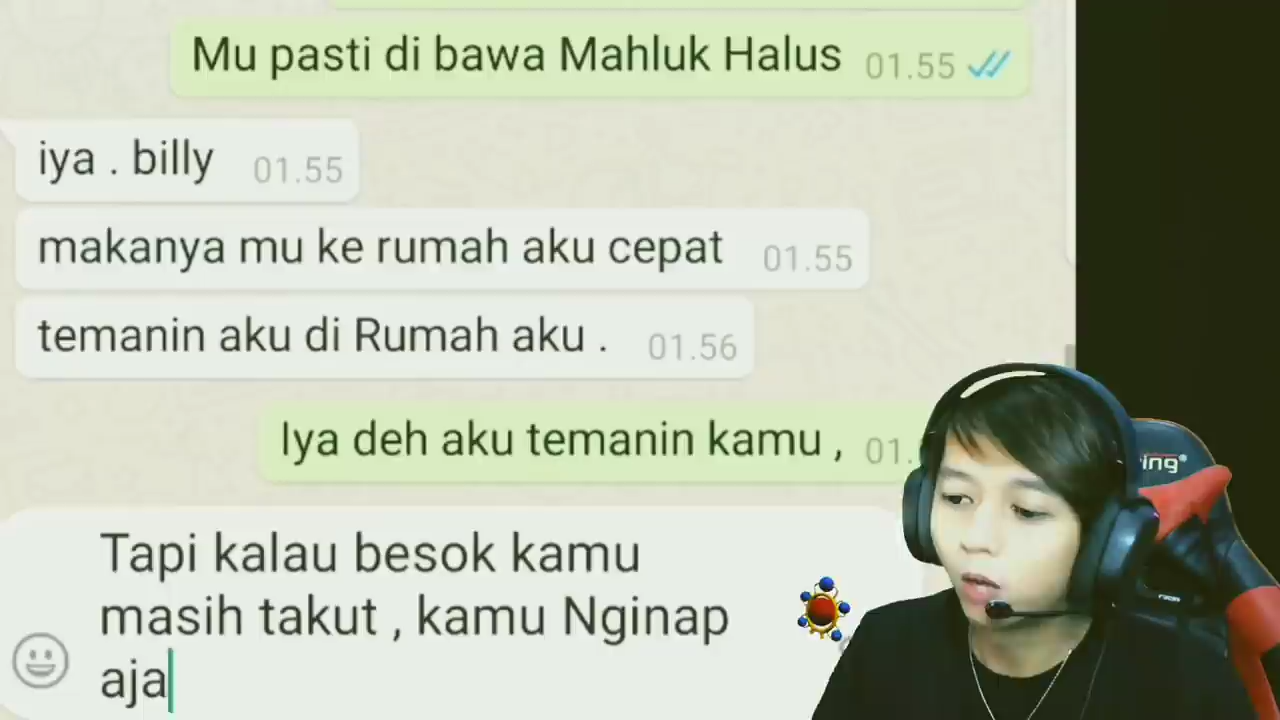 Mu pasti di bawa Mahluk Halus 01.55
iya . billy 01.55
makanya mu ke rumah aku cepat 01.55
temanin aku di Rumah aku . 01.56
Iya deh aku temanin kamu , 01.
Tapi kalau besok kamu
masih takut , kamu Nginap
aja
ing®